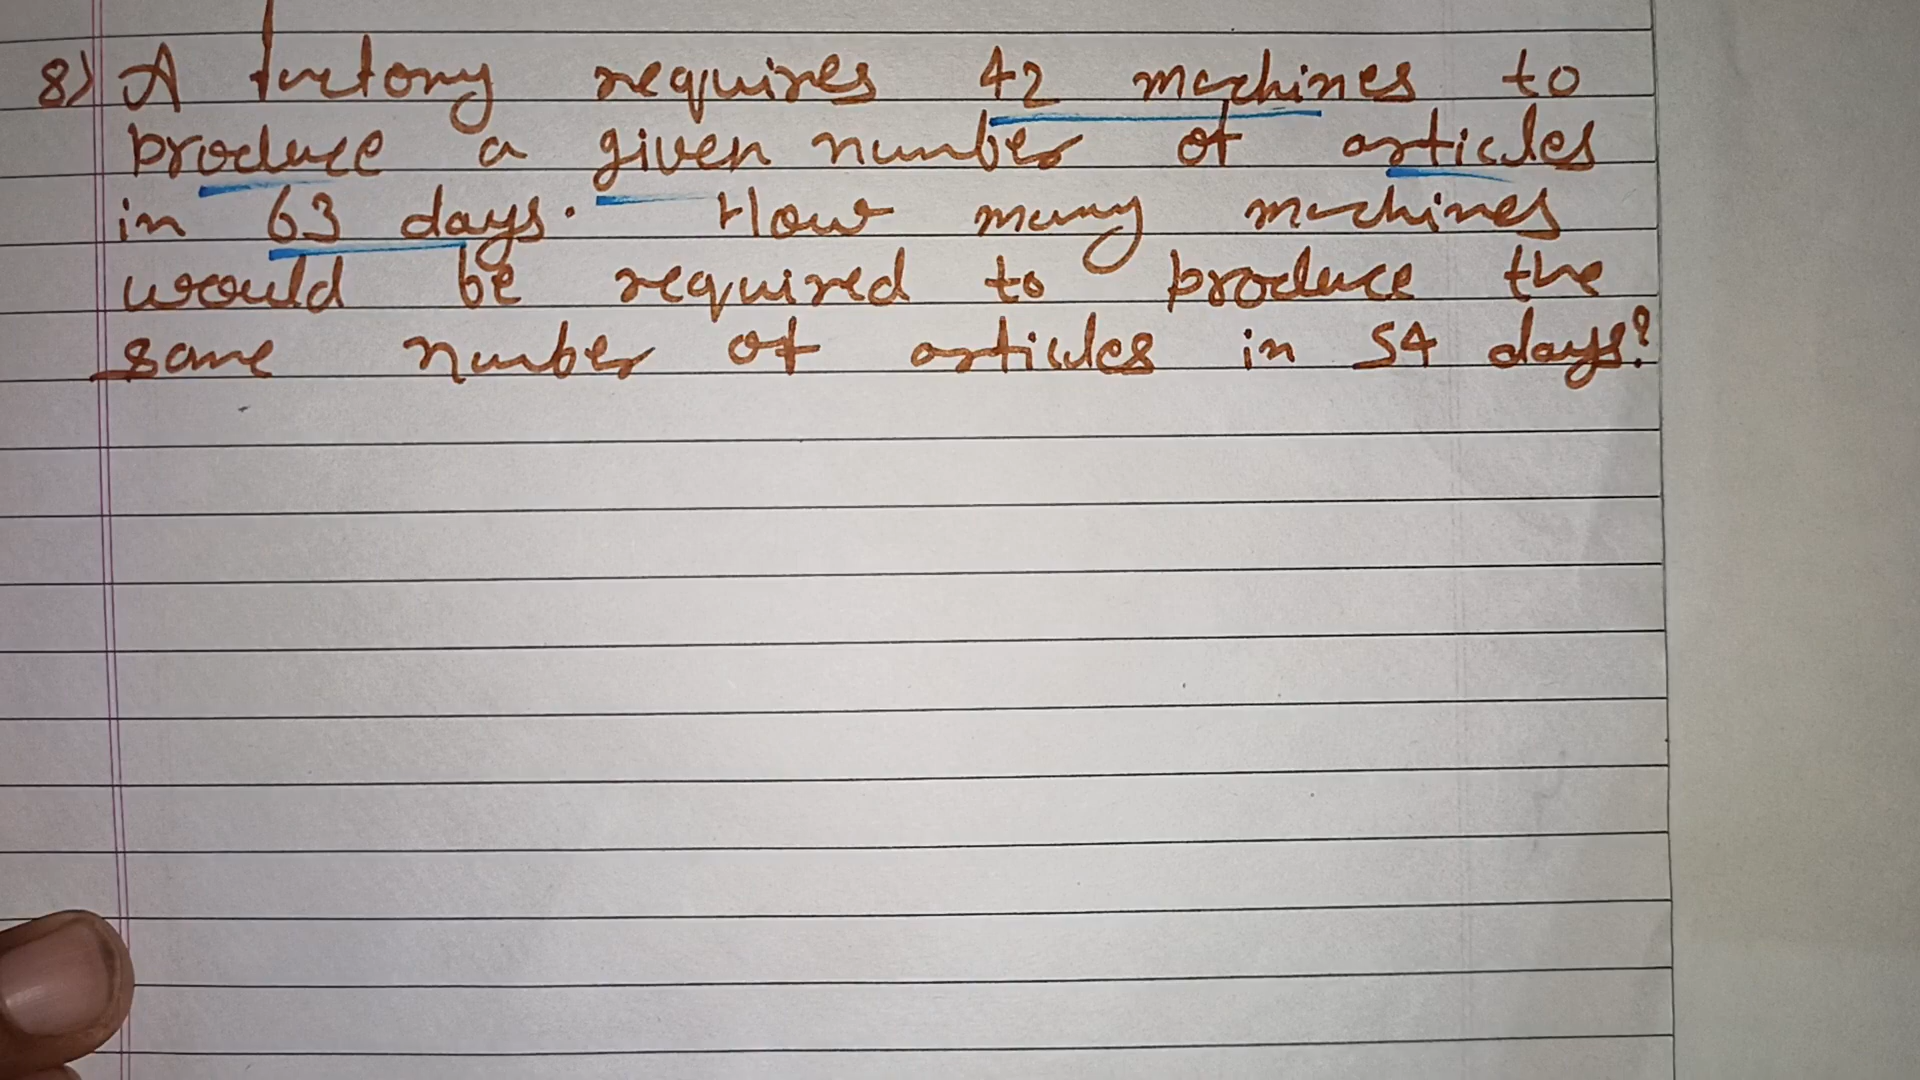 8) A factory requires 42 machines to
produce a given number of articles
in 63 days. How many machines
would be required to produce the
same number of articles in 54 days?